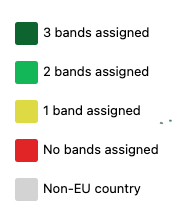 3 bands assigned
2 bands assigned
1 band assigned
No bands assigned
Non-EU country